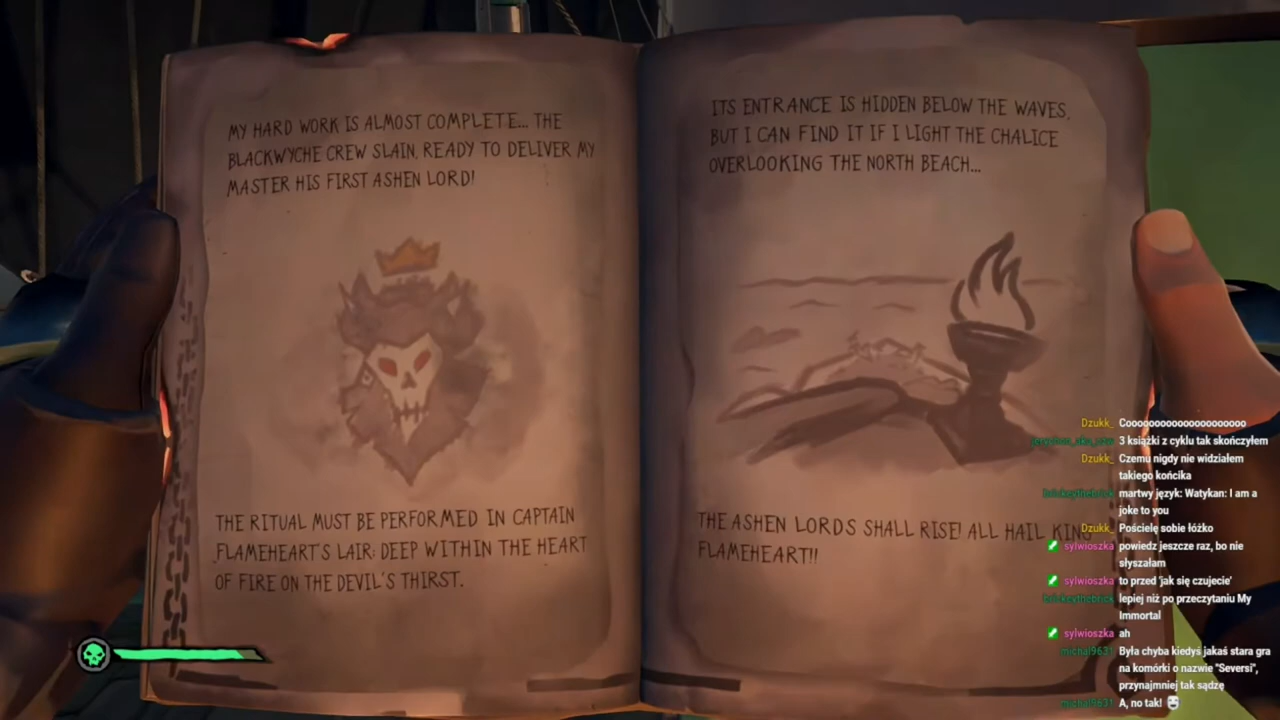 MY HARD WORK IS ALMOST COMPLETE... THE
BLACKWYCHE CREW SLAIN, READY TO DELIVER MY
MASTER HIS FIRST ASHEN LORD!
THE RITUAL MUST BE PERFORMED IN CAPTAIN
FLAMEHEART'S LAIR; DEEP WITHIN THE HEART
OF FIRE ON THE DEVIL'S THIRST.
ITS ENTRANCE IS HIDDEN BELOW THE WAVES,
BUT I CAN FIND IT IF I LIGHT THE CHALICE
OVERLOOKING THE NORTH BEACH...
THE ASHEN LORDS SHALL RISE! ALL HAIL KING
FLAMEHEART!!
Dzukk_ Cooooooooooooooooooooo
3 książki z cyklu tak skończyłem
Dzukk_ Czemu nigdy nie widziałem
takiego końcika
brickeythebrick martwy język: Watykan: I am a
joke to you
Dzukk_ Pościelę sobie łóżko
sylwioszka powiedz jeszcze raz, bo nie
słyszałam
sylwioszka to przed 'jak się czujecie'
brickeythebrick lepiej niż po przeczytaniu My
Immortal
sylwioszka ah
michal9631 Była chyba kiedyś jakaś stara gra
na komórki o nazwie "Seversi",
przynajmniej tak sądzę
michal9631 A, no tak!